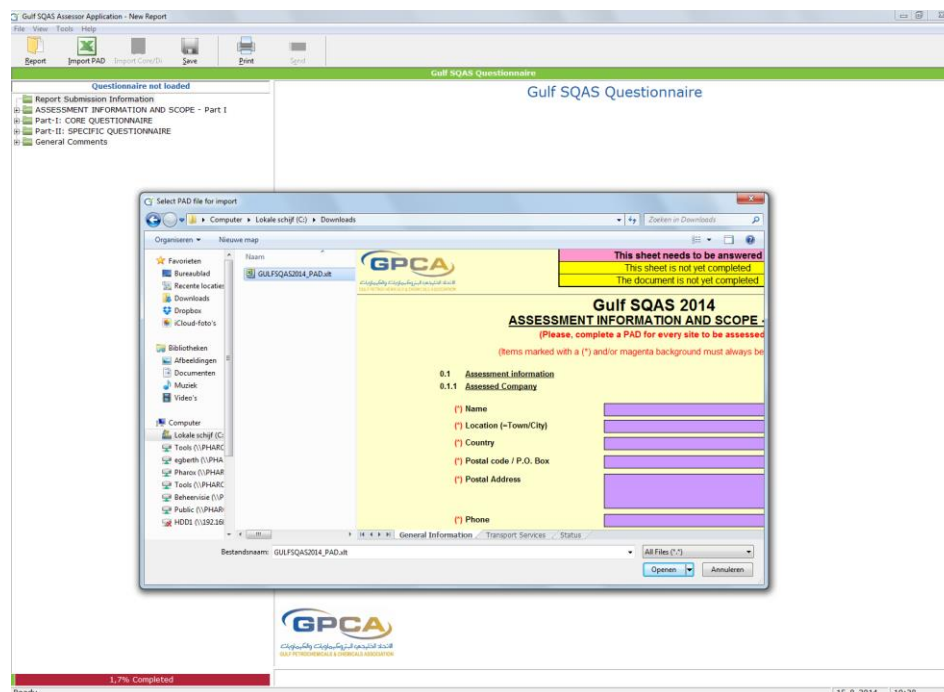 Gulf SQAS Assessor Application - New Report
File View Tools Help
Report Import PAD Import Core/Di Save Print Send
Gulf SQAS Questionnaire
Questionnaire not loaded
Report Submission Information
ASSESSMENT INFORMATION AND SCOPE - Part I
Part-I: CORE QUESTIONNAIRE
Part-II: SPECIFIC QUESTIONNAIRE
General Comments
Gulf SQAS Questionnaire
Select PAD file for import
Computer Lokale schijf (C:) Downloads
Zoeken in Downloads
Organiseren Nieuwe map
Favorieten
Bureaublad
Recente locaties
Downloads
Dropbox
iCloud-foto's
Bibliotheken
Afbeeldingen
Documenten
Muziek
Video's
Computer
Lokale schijf (C:
Tools (\\PHARC
egberth (\\PHA
Pharox (\\PHAR
Tools (\\PHARC
Beheervisie (\\P
Public (\\PHAR
HDD1 (\\192.168
Naam
GULFSQAS2014_PAD.xlt
GPCA
GULF PETROCHEMICALS & CHEMICALS ASSOCIATION
This sheet needs to be answered
This sheet is not yet completed
The document is not yet completed
Gulf SQAS 2014
ASSESSMENT INFORMATION AND SCOPE -
(Please, complete a PAD for every site to be assessed
(Items marked with a (*) and/or magenta background must always be
0.1 Assessment information
0.1.1 Assessed Company
(*) Name
(*) Location (=Town/City)
(*) Country
(*) Postal code / P.O. Box
(*) Postal Address
(*) Phone
General Information Transport Services Status
Bestandsnaam: GULFSQAS2014_PAD.xlt
All Files (*.*)
Openen Annuleren
GPCA
GULF PETROCHEMICALS & CHEMICALS ASSOCIATION
1,7% Completed
Ready